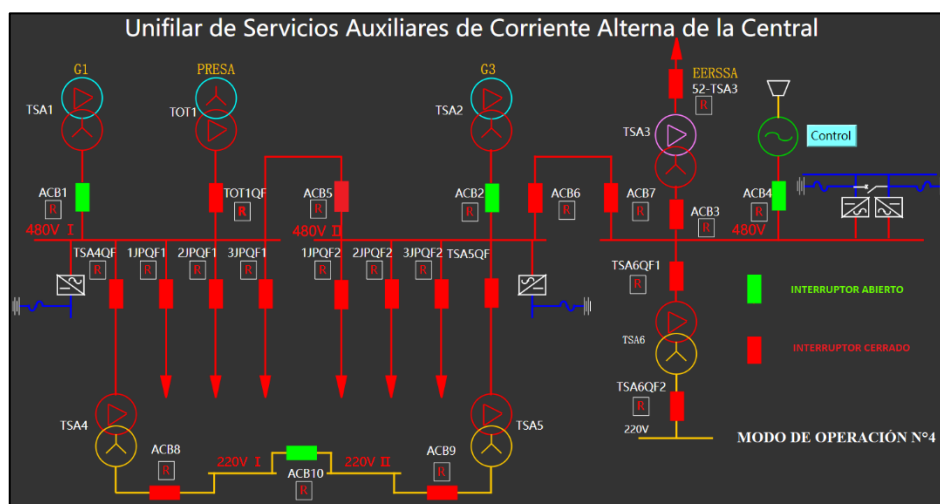 Unifilar de Servicios Auxiliares de Corriente Alterna de la Central
G1
PRESA
G3
EERSSA
52-TSA3
R
TSA1
TOT1
TSA2
TSA3
Control
ACB1
R
TOT1QF
R
ACB5
R
ACB2
R
ACB6
R
ACB7
R
ACB4
R
ACB3
R
480V I
480V II
480V
TSA4QF
R
1JPQF1
R
2JPQF1
R
3JPQF1
R
1JPQF2
R
2JPQF2
R
3JPQF2
R
TSA5QF
R
TSA6QF1
R
INTERRUPTOR ABIERTO
TSA6
INTERRUPTOR CERRADO
TSA6QF2
R
TSA4
TSA5
220V
MODO DE OPERACIÓN N°4
ACB8
R
220V I
ACB10
R
220V II
ACB9
R